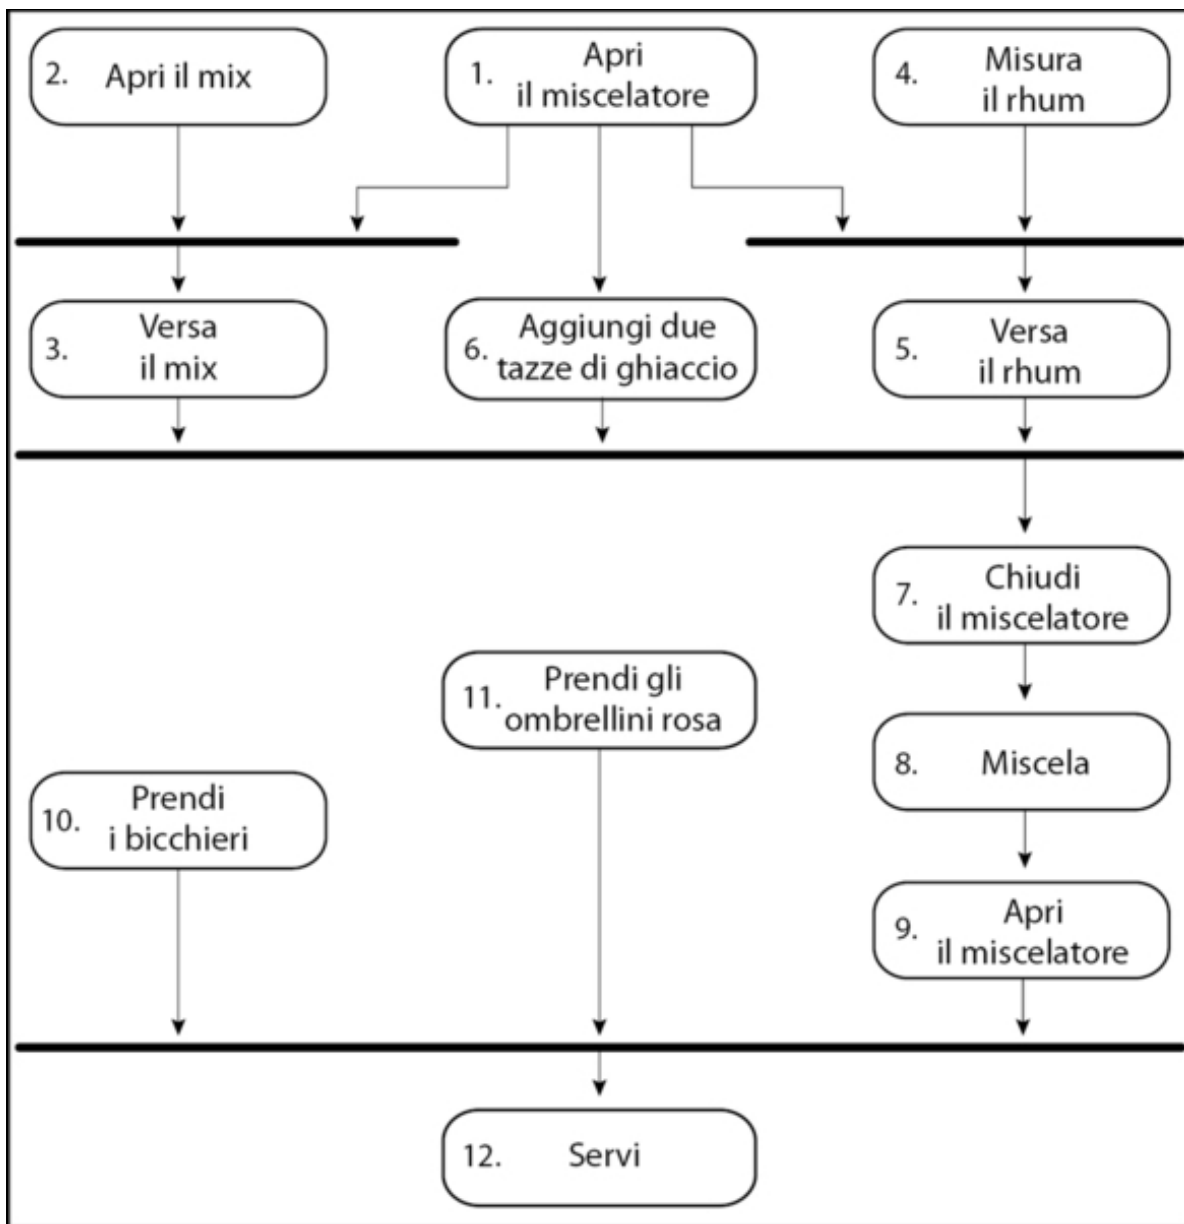 2. Apri il mix
1. Apri
il miscelatore
4. Misura
il rhum
3. Versa
il mix
6. Aggiungi due
tazze di ghiaccio
5. Versa
il rhum
7. Chiudi
il miscelatore
11. Prendi gli
ombrellini rosa
8. Miscela
10. Prendi
i bicchieri
9. Apri
il miscelatore
12. Servi